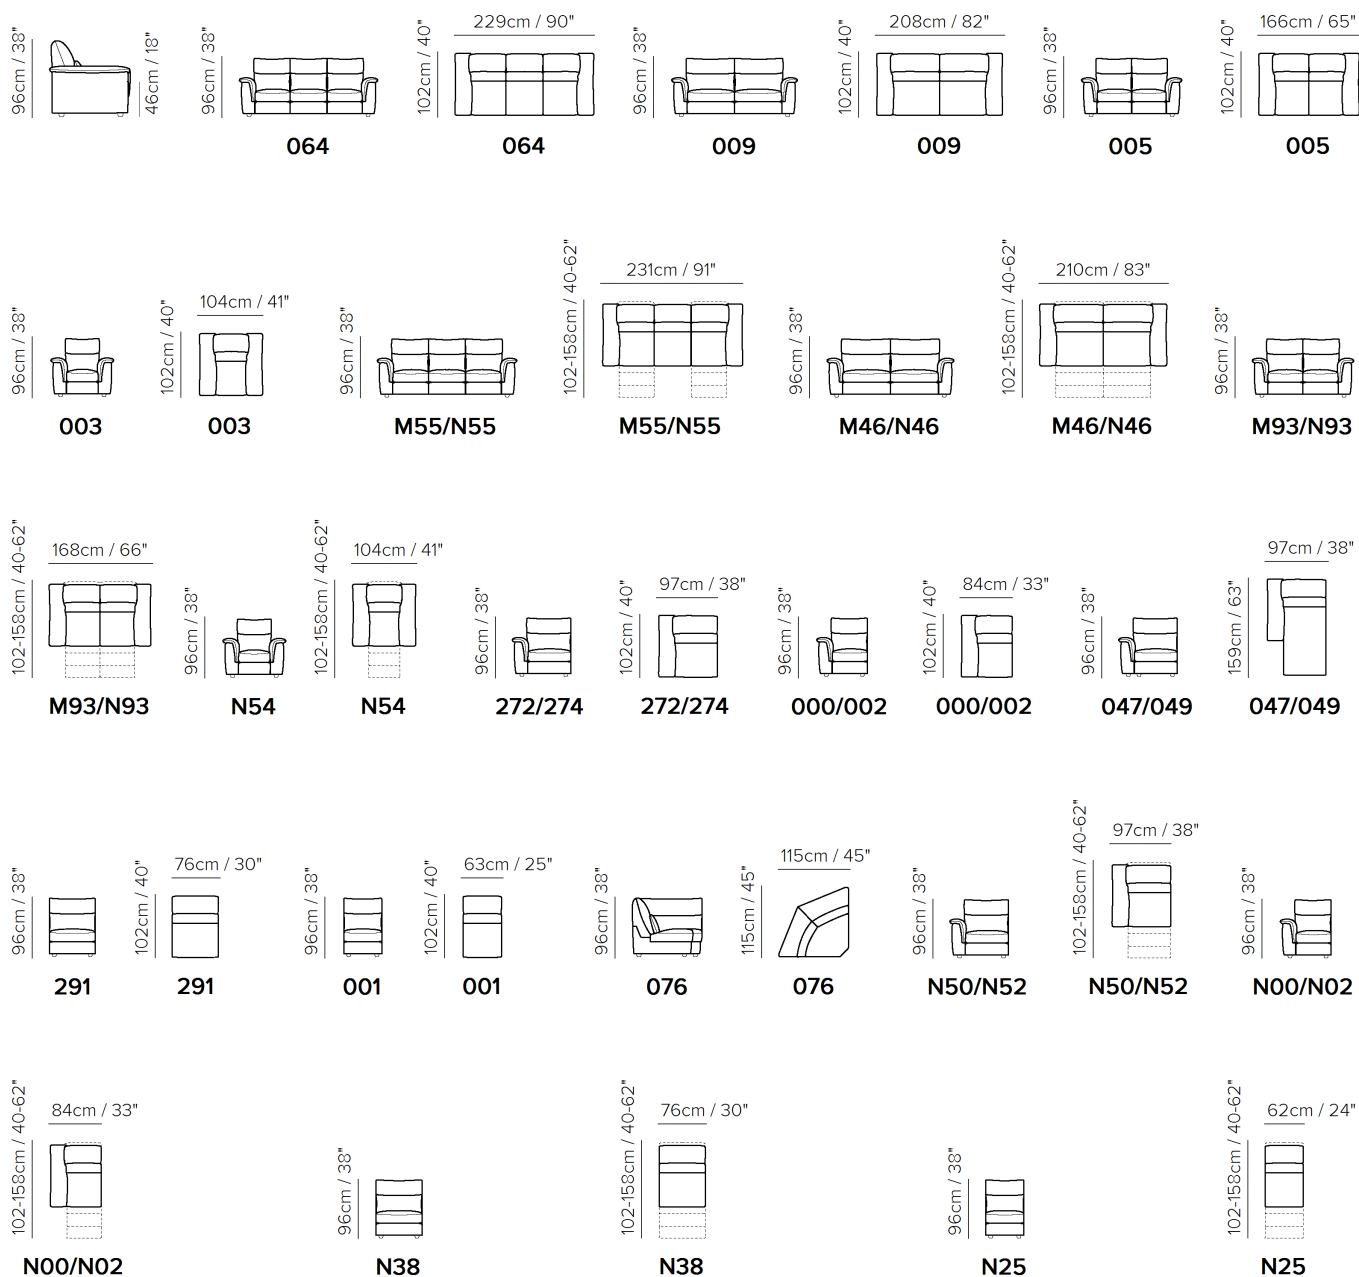 96cm / 38"
46cm / 18"
96cm / 38"
064
229cm / 90"
102cm / 40"
064
96cm / 38"
009
208cm / 82"
102cm / 40"
009
96cm / 38"
005
166cm / 65"
102cm / 40"
005
96cm / 38"
003
104cm / 41"
102cm / 40"
003
96cm / 38"
M55/N55
231cm / 91"
102-158cm / 40-62"
M55/N55
96cm / 38"
M46/N46
210cm / 83"
102-158cm / 40-62"
M46/N46
96cm / 38"
M93/N93
168cm / 66"
102-158cm / 40-62"
M93/N93
96cm / 38"
N54
104cm / 41"
102-158cm / 40-62"
N54
96cm / 38"
272/274
97cm / 38"
102cm / 40"
272/274
96cm / 38"
000/002
84cm / 33"
102cm / 40"
000/002
96cm / 38"
047/049
97cm / 38"
159cm / 63"
047/049
96cm / 38"
291
76cm / 30"
102cm / 40"
291
96cm / 38"
001
63cm / 25"
102cm / 40"
001
96cm / 38"
076
115cm / 45"
115cm / 45"
076
96cm / 38"
N50/N52
97cm / 38"
102-158cm / 40-62"
N50/N52
96cm / 38"
N00/N02
84cm / 33"
102-158cm / 40-62"
N00/N02
96cm / 38"
N38
76cm / 30"
102-158cm / 40-62"
N38
96cm / 38"
N25
62cm / 24"
102-158cm / 40-62"
N25